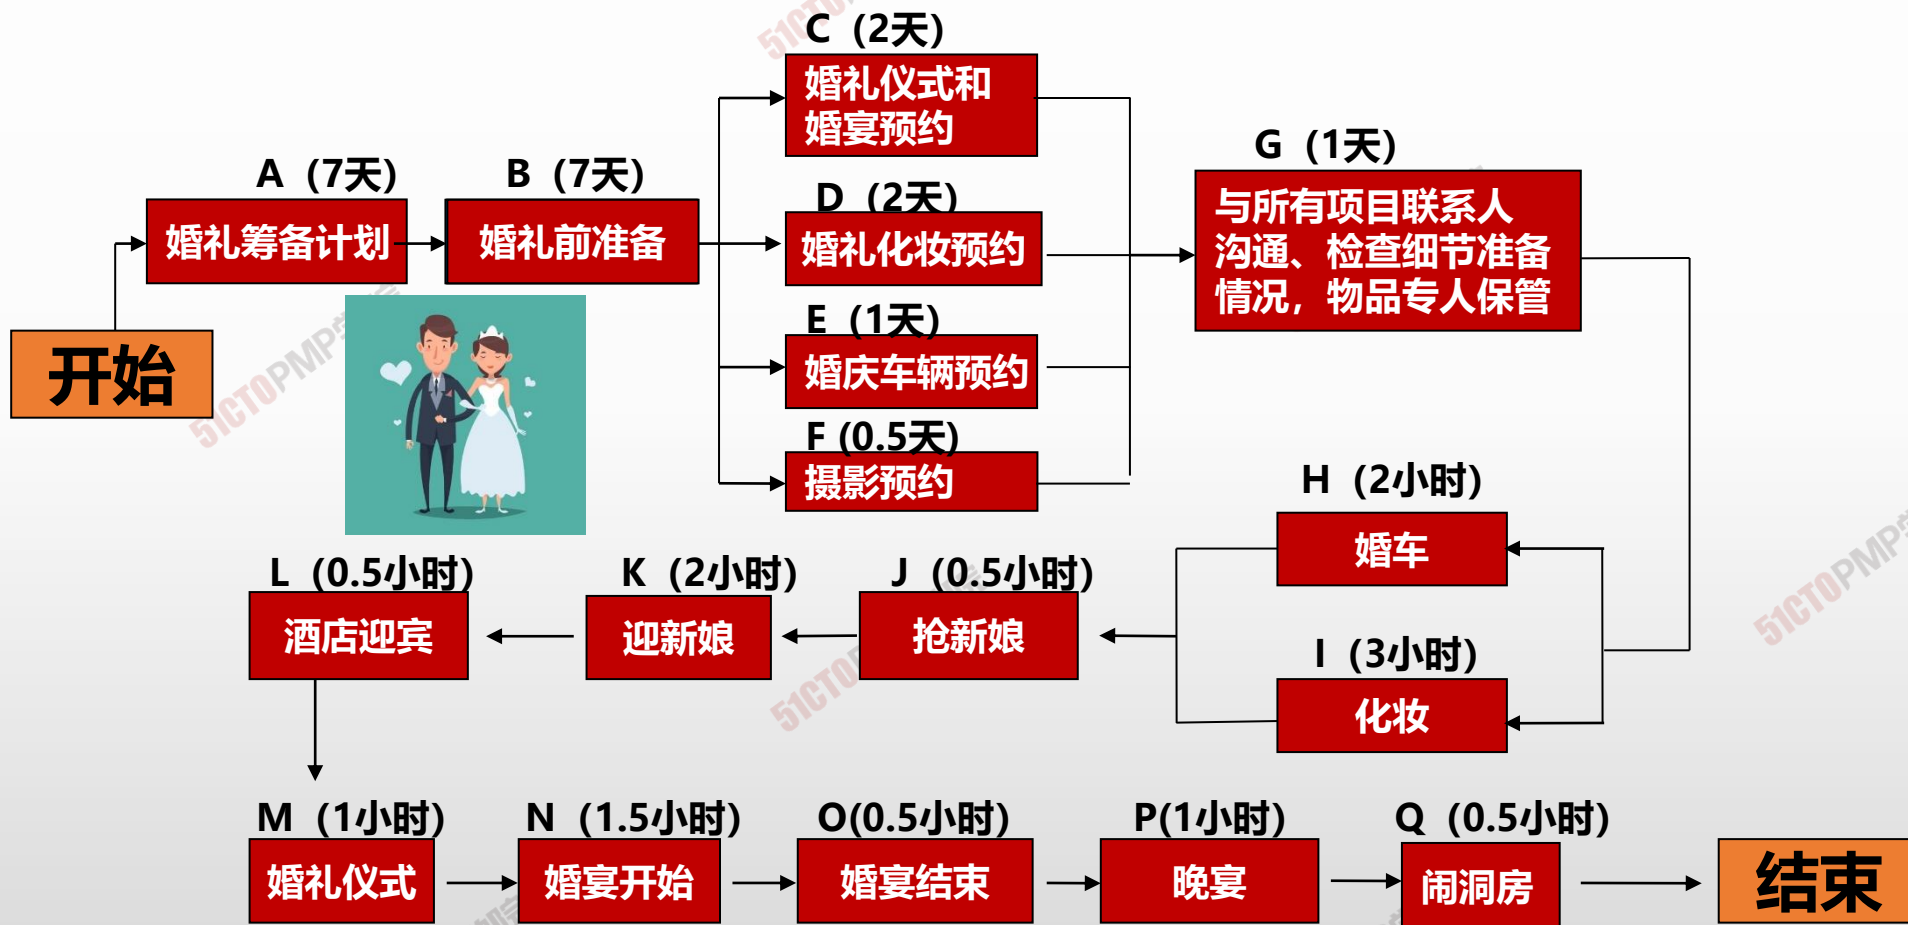 C (2天)
婚礼仪式和
婚宴预约
A (7天)
B (7天)
G (1天)
婚礼筹备计划
婚礼前准备
D (2天)
婚礼化妆预约
与所有项目联系人
沟通、检查细节准备
情况，物品专人保管
E (1天)
婚庆车辆预约
开始
F (0.5天)
摄影预约
H (2小时)
婚车
L (0.5小时)
K (2小时)
J (0.5小时)
酒店迎宾
迎新娘
抢新娘
I (3小时)
化妆
M (1小时)
N (1.5小时)
O(0.5小时)
P(1小时)
Q (0.5小时)
婚礼仪式
婚宴开始
婚宴结束
晚宴
闹洞房
结束
51CTOPMP
51CTOPMP